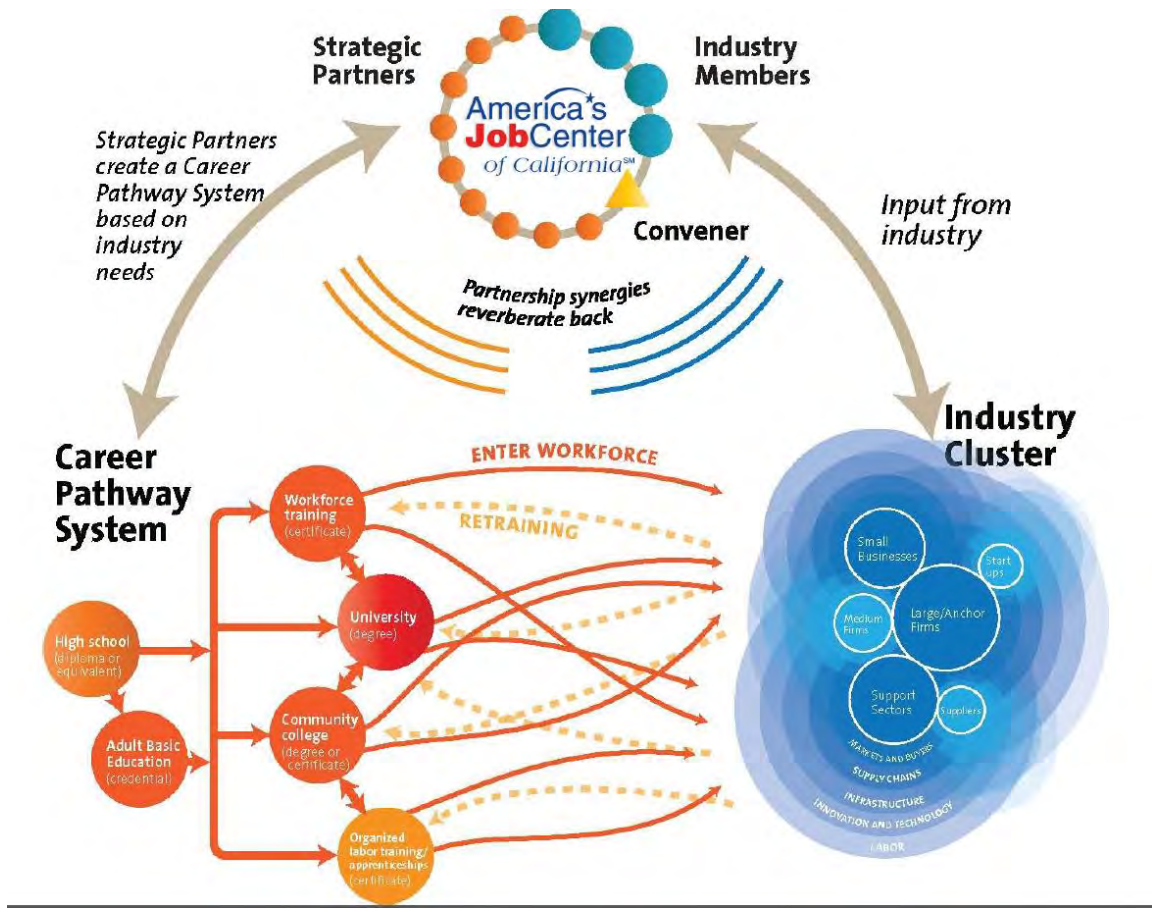 Strategic
Partners
Industry
Members
America's
JobCenter
of California℠
Convener
Strategic Partners
create a Career
Pathway System
based on
industry
needs
Input from
industry
Partnership synergies
reverberate back
Career
Pathway
System
Industry
Cluster
ENTER WORKFORCE
RETRAINING
Workforce
training
(certificate)
University
(degree)
High school
(diploma or
equivalent)
Community
college
(degree or
certificate)
Adult Basic
Education
(credential)
Organized
labor training/
apprenticeships
(certificate)
Small
Businesses
Start
ups
Medium
Firms
Large/Anchor
Firms
Support
Sectors
Suppliers
MARKETS AND BUYERS
SUPPLY CHAINS
INFRASTRUCTURE
INNOVATION AND TECHNOLOGY
LABOR